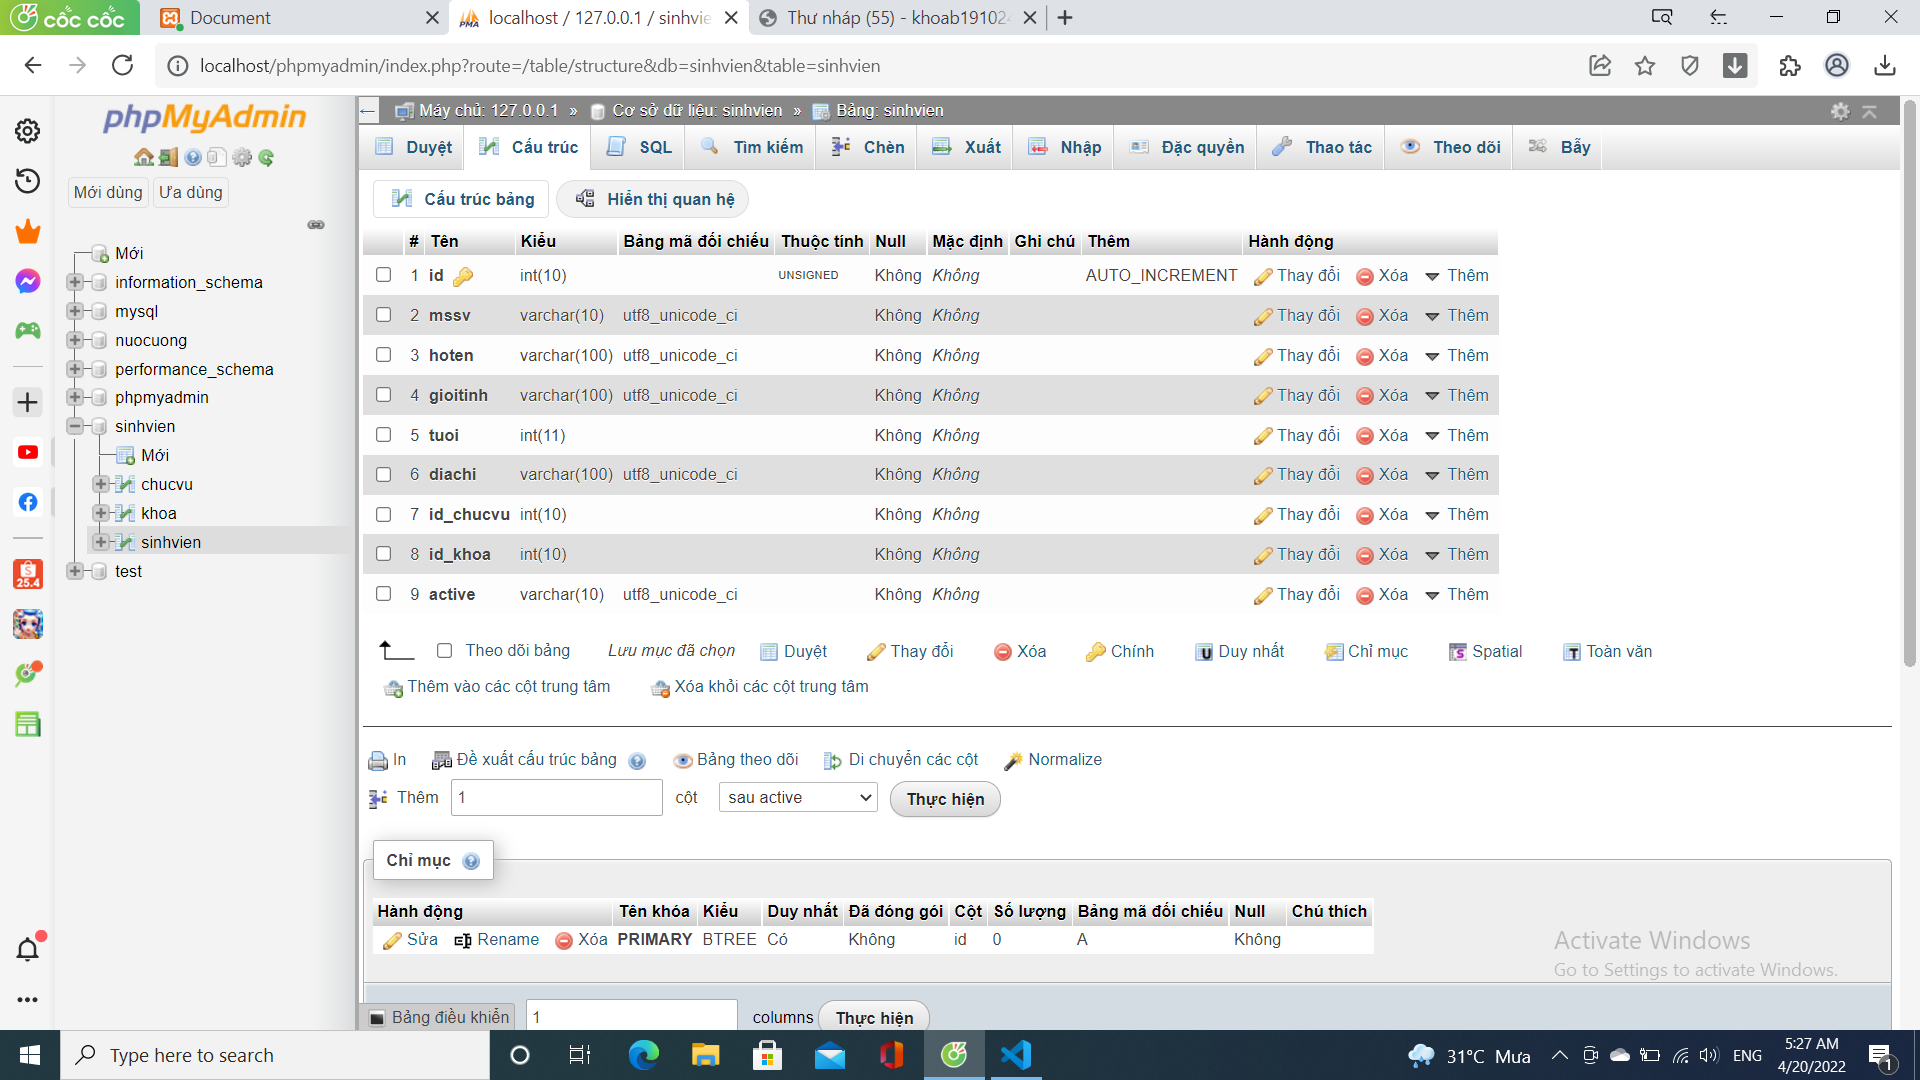 cốc cốc
Document
localhost / 127.0.0.1 / sinhvie
Thư nháp (55) - khoab19102
localhost/phpmyadmin/index.php?route=/table/structure&db=sinhvien&table=sinhvien
phpMyAdmin
Mới dùng
Ưa dùng
Mới
information_schema
mysql
nuocuong
performance_schema
phpmyadmin
sinhvien
Mới
chucvu
khoa
sinhvien
test
Máy chủ: 127.0.0.1 » Cơ sở dữ liệu: sinhvien » Bảng: sinhvien
Duyệt Cấu trúc SQL Tìm kiếm Chèn Xuất Nhập Đặc quyền Thao tác Theo dõi Bẫy
Cấu trúc bảng Hiển thị quan hệ
# Tên Kiểu Bảng mã đối chiếu Thuộc tính Null Mặc định Ghi chú Thêm Hành động
1 id int(10) UNSIGNED Không Không AUTO_INCREMENT Thay đổi Xóa Thêm
2 mssv varchar(10) utf8_unicode_ci Không Không Thay đổi Xóa Thêm
3 hoten varchar(100) utf8_unicode_ci Không Không Thay đổi Xóa Thêm
4 gioitinh varchar(100) utf8_unicode_ci Không Không Thay đổi Xóa Thêm
5 tuoi int(11) Không Không Thay đổi Xóa Thêm
6 diachi varchar(100) utf8_unicode_ci Không Không Thay đổi Xóa Thêm
7 id_chucvu int(10) Không Không Thay đổi Xóa Thêm
8 id_khoa int(10) Không Không Thay đổi Xóa Thêm
9 active varchar(10) utf8_unicode_ci Không Không Thay đổi Xóa Thêm
Theo dõi bảng Lưu mục đã chọn Duyệt Thay đổi Xóa Chính Duy nhất Chỉ mục Spatial Toàn văn
Thêm vào các cột trung tâm Xóa khỏi các cột trung tâm
In Đề xuất cấu trúc bảng Bảng theo dõi Di chuyển các cột Normalize
Thêm 1 cột sau active Thực hiện
Chỉ mục
Hành động Tên khóa Kiểu Duy nhất Đã đóng gói Cột Số lượng Bảng mã đối chiếu Null Chú thích
Sửa Rename Xóa PRIMARY BTREE Có Không id 0 A Không
Activate Windows
Go to Settings to activate Windows.
Bảng điều khiển 1 columns Thực hiện
25.4
Type here to search
31°C Mưa
ENG
5:27 AM
4/20/2022
1